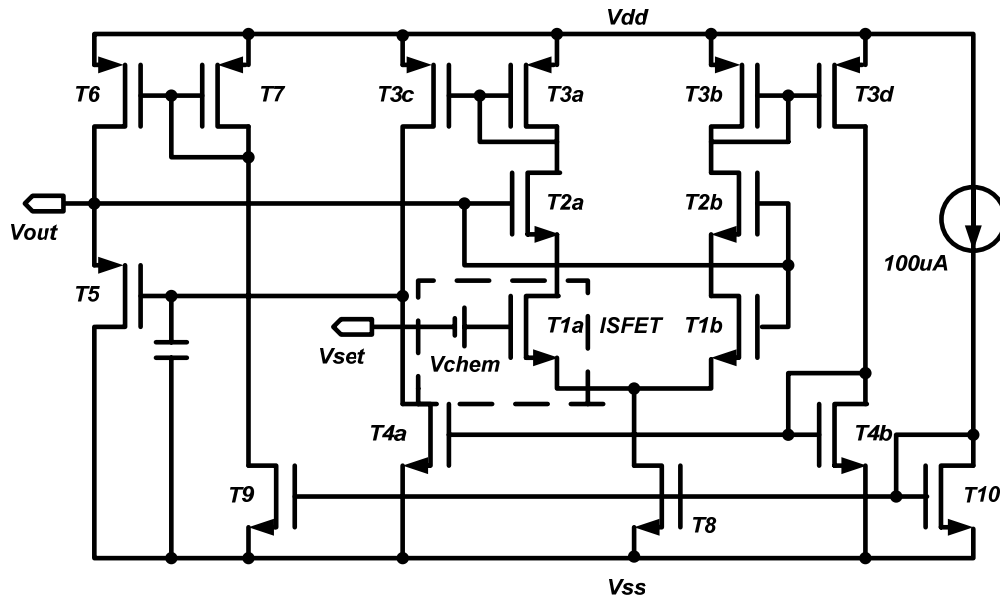 Vdd
T6
T7
T3c
T3a
T3b
T3d
T2a
T2b
Vout
100uA
T5
T1a
ISFET
T1b
Vset
Vchem
T4a
T4b
T9
T8
T10
Vss